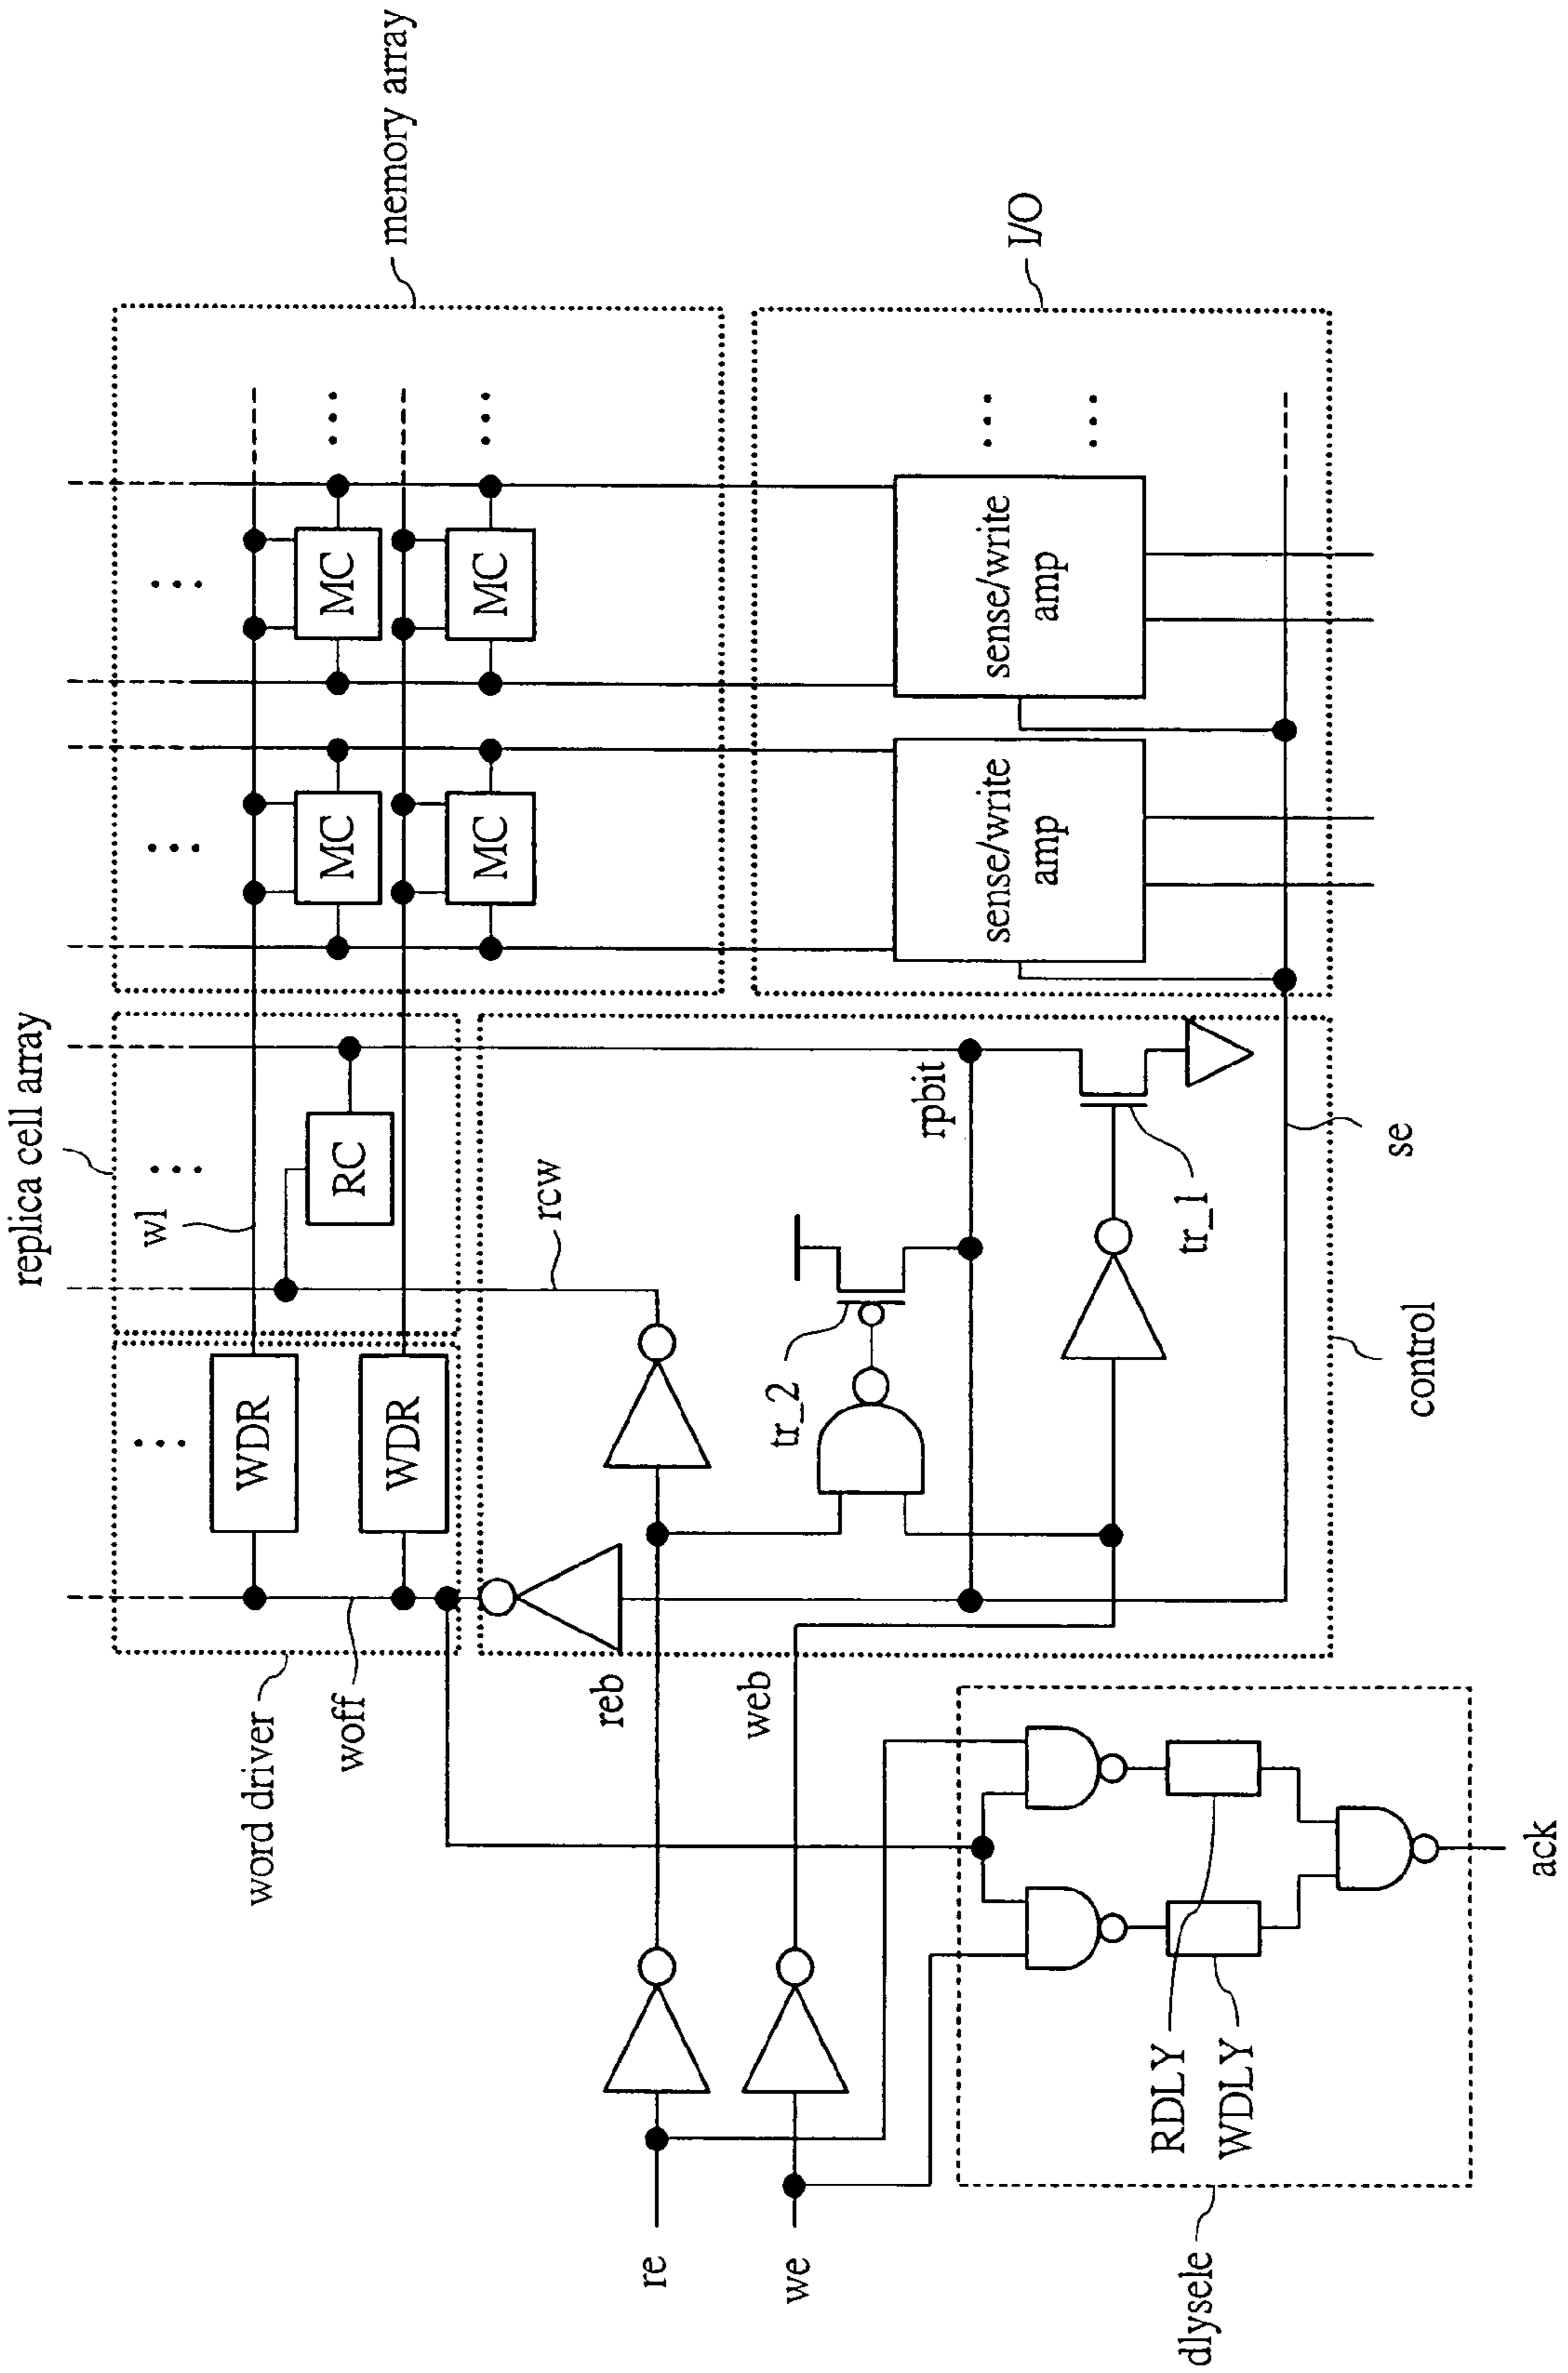 replica cell array
memory array
wl
MC
MC
MC
MC
RC
WDR
WDR
word driver
woff
rcw
I/O
reb
web
rpbit
tr_2
tr_1
sense/write
amp
sense/write
amp
se
control
re
we
RDLY
WDLY
dlysele
ack